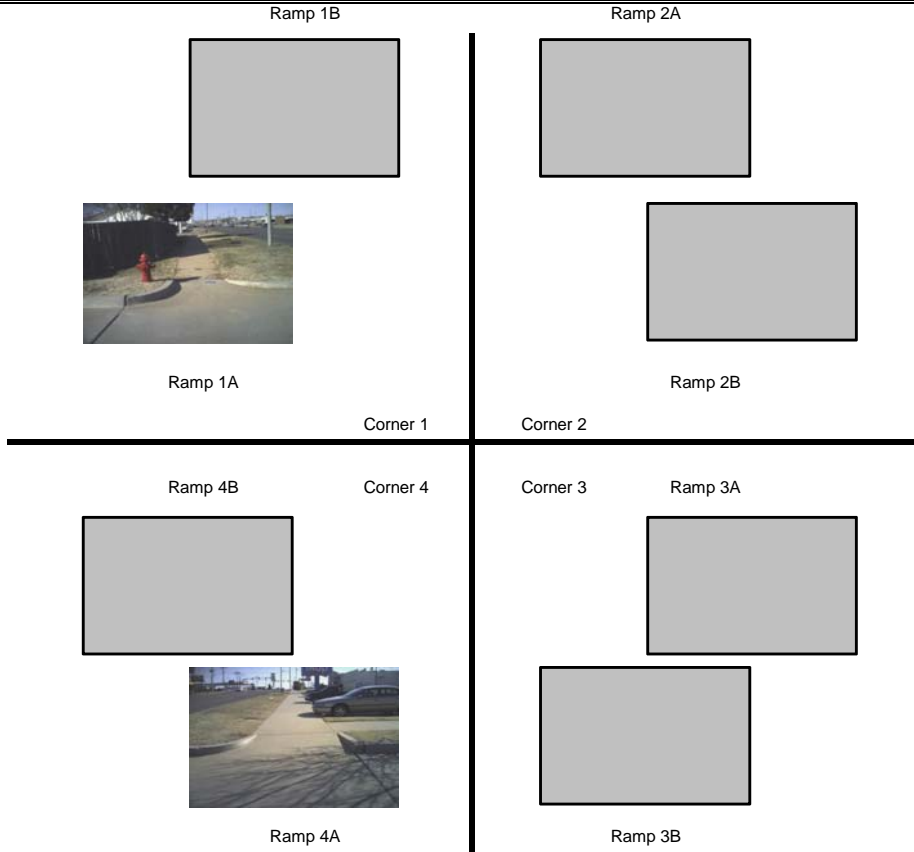 Ramp 1B Ramp 2A
Ramp 1A Ramp 2B
Corner 1 Corner 2
Ramp 4B Corner 4 Corner 3 Ramp 3A
Ramp 4A Ramp 3B